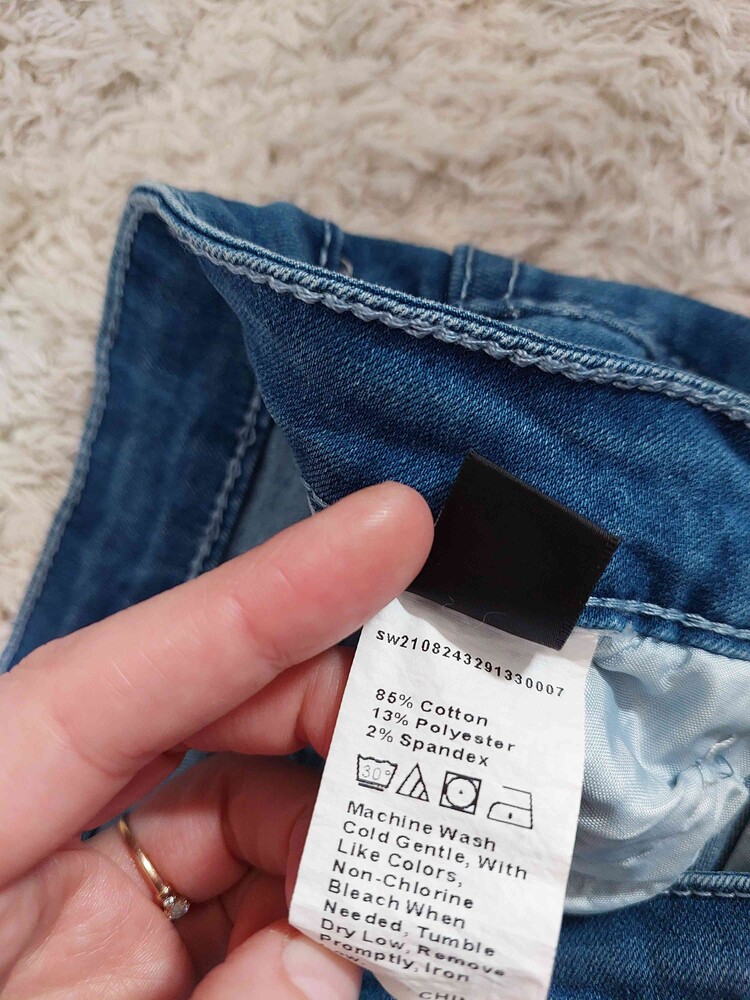 sw2108243291330007
85% Cotton
13% Polyester
2% Spandex
30°
Machine Wash
Cold Gentle, With
Like Colors,
Non-Chlorine
Bleach When
Needed, Tumble
Dry Low, Remove
Promptly, Iron